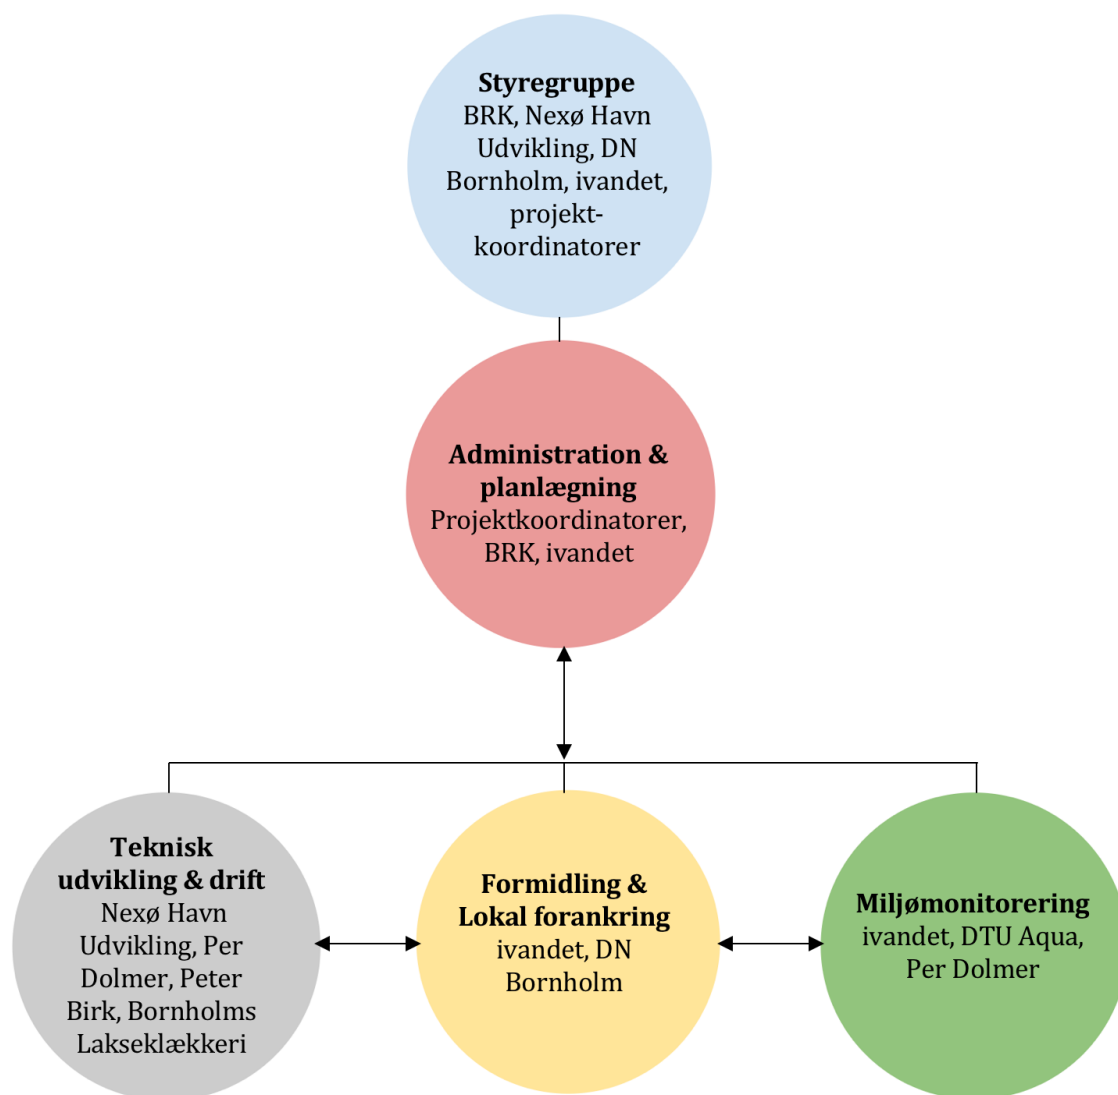 Styregruppe
BRK, Nexø Havn
Udvikling, DN
Bornholm, ivandet,
projekt-
koordinatorer
Administration &
planlægning
Projektkoordinatorer,
BRK, ivandet
Teknisk
udvikling & drift
Nexø Havn
Udvikling, Per
Dolmer, Peter
Birk, Bornholms
Lakseklækkeri
Formidling &
Lokal forankring
ivandet, DN
Bornholm
Miljømonitorering
ivandet, DTU Aqua,
Per Dolmer